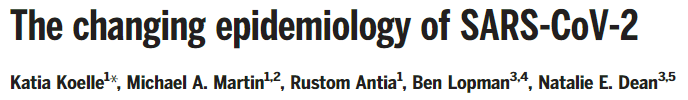 The changing epidemiology of SARS-CoV-2
Katia Koelle¹*, Michael A. Martin¹,², Rustom Antia¹, Ben Lopman³,⁴, Natalie E. Dean³,⁵